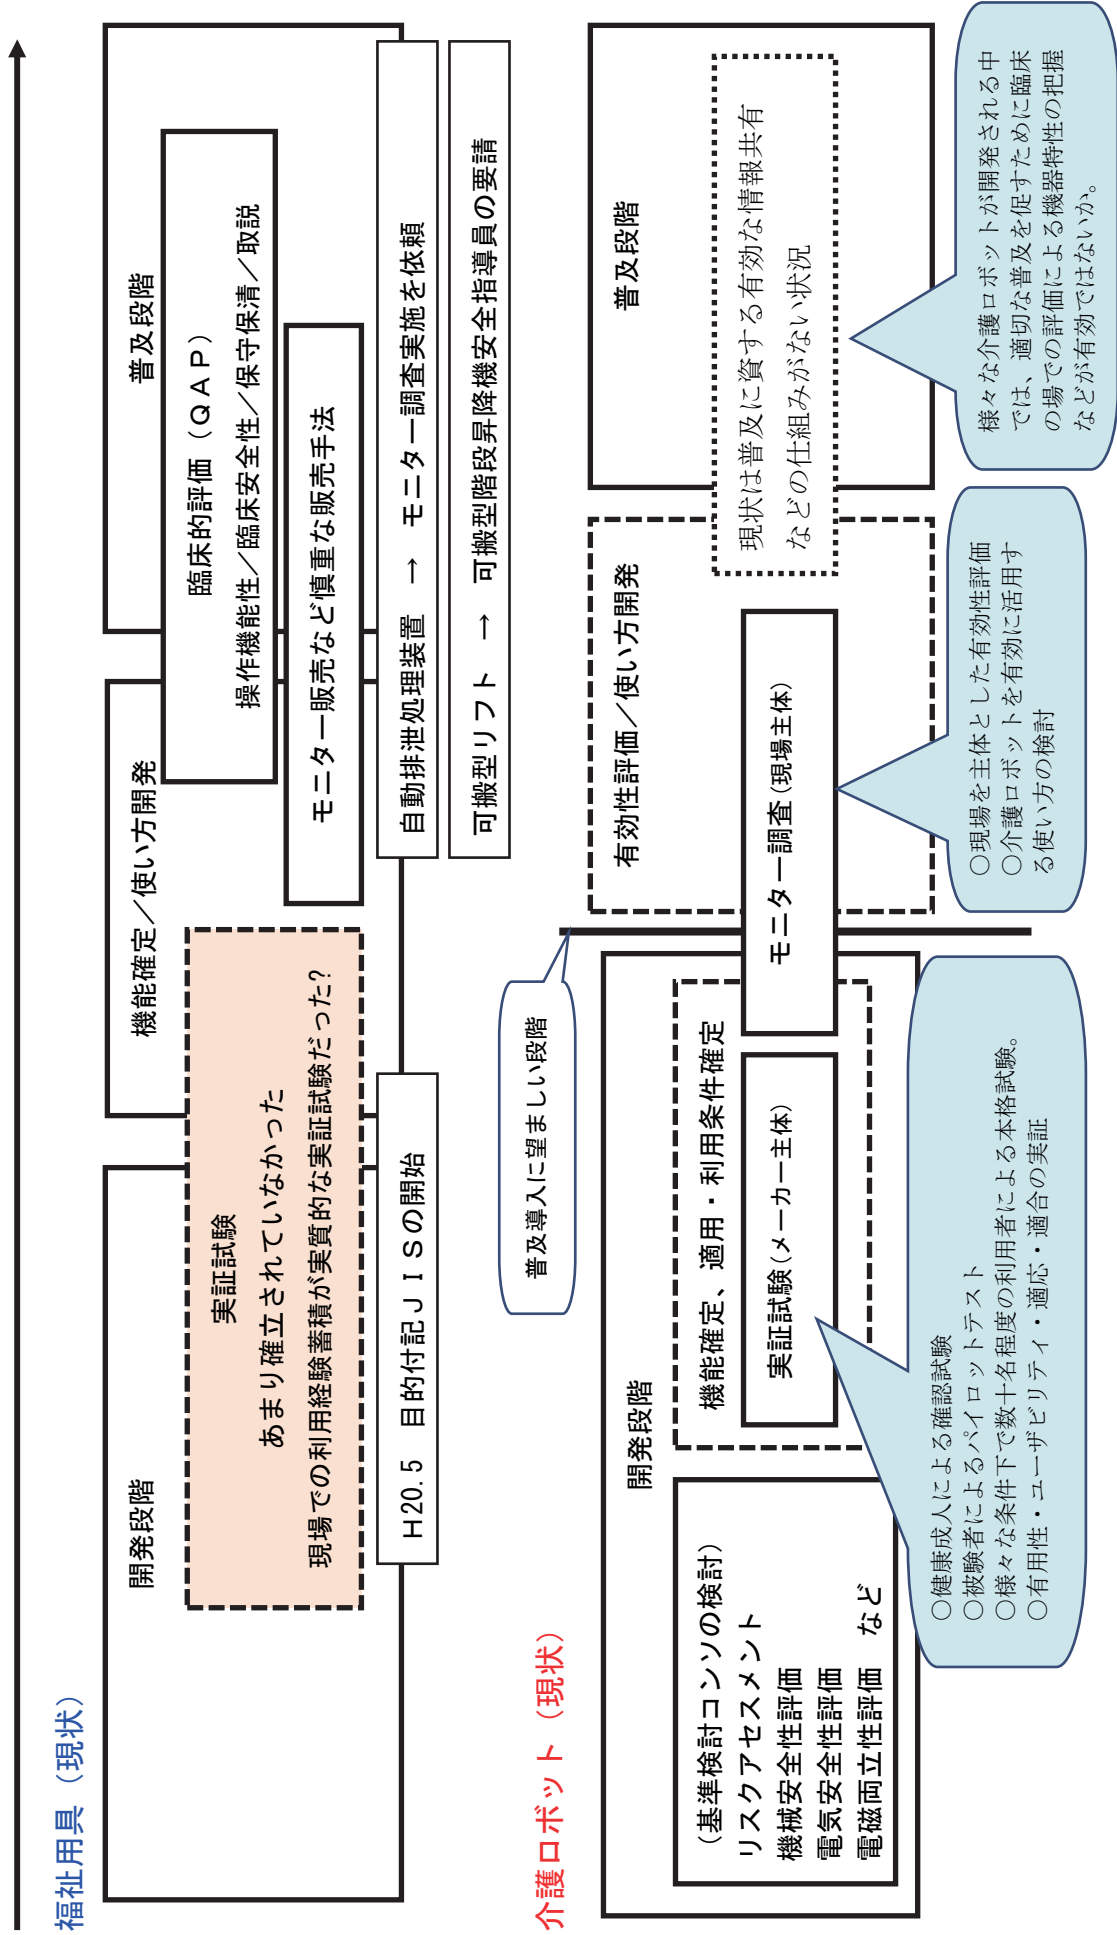 福祉用具（現状）
開発段階
機能確定／使い方開発
普及段階
実証試験
あまり確立されていなかった
現場での利用経験蓄積が実質的な実証試験だった？
臨床的評価（ＱＡＰ）
操作機能性／臨床安全性／保守保清／取説
モニター販売など慎重な販売手法
H20.5　目的付記ＪＩＳの開始
自動排泄処理装置　→　モニター調査実施を依頼
可搬型リフト　→　可搬型階段昇降機安全指導員の要請
介護ロボット（現状）
普及導入に望ましい段階
開発段階
（基準検討コンソの検討）
リスクアセスメント
機械安全性評価
電気安全性評価
電磁両立性評価　など
機能確定、適用・利用条件確定
実証試験（メーカー主体）
モニター調査（現場主体）
有効性評価／使い方開発
普及段階
現状は普及に資する有効な情報共有
などの仕組みがない状況
○健康成人による確認試験
○被験者によるパイロットテスト
○様々な条件下で数十名程度の利用者による本格試験。
○有用性・ユーザビリティ・適応・適合の実証
○現場を主体とした有効性評価
○介護ロボットを有効に活用す
る使い方の検討
様々な介護ロボットが開発される中
では、適切な普及を促すために臨床
の場での評価による機器特性の把握
などが有効ではないか。